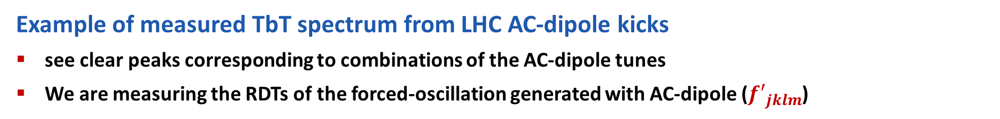 Example of measured TbT spectrum from LHC AC-dipole kicks
▪ see clear peaks corresponding to combinations of the AC-dipole tunes
▪ We are measuring the RDTs of the forced-oscillation generated with AC-dipole (f′jklm)